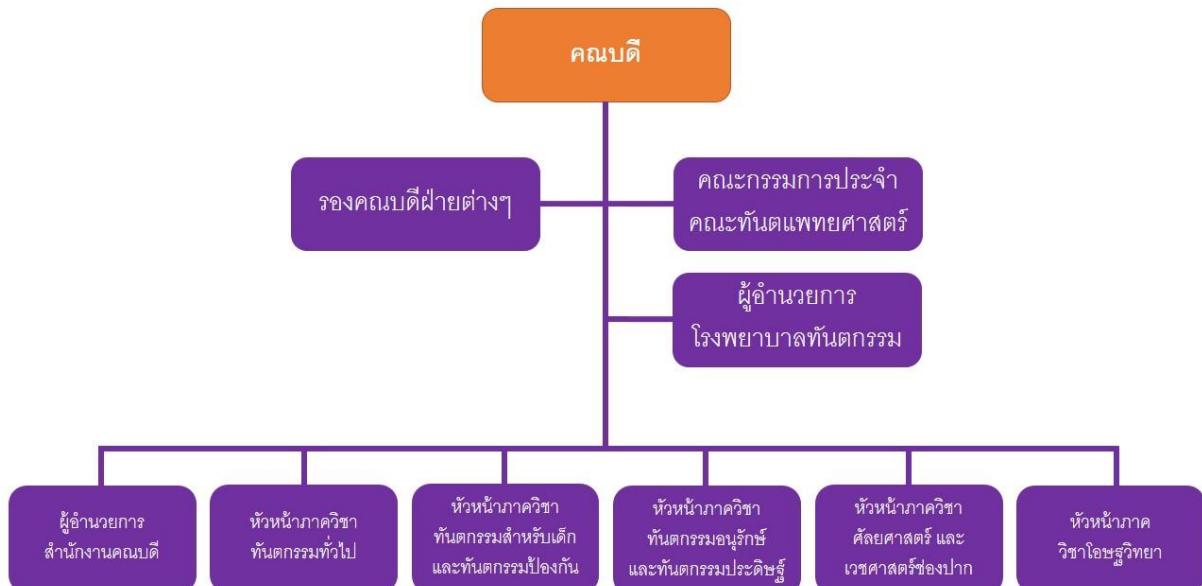 คณบดี
รองคณบดีฝ่ายต่างๆ
คณะกรรมการประจำ
คณะทันตแพทยศาสตร์
ผู้อำนวยการ
โรงพยาบาลทันตกรรม
ผู้อำนวยการ
สำนักงานคณบดี
หัวหน้าภาควิชา
ทันตกรรมทั่วไป
หัวหน้าภาควิชา
ทันตกรรมสำหรับเด็ก
และทันตกรรมป้องกัน
หัวหน้าภาควิชา
ทันตกรรมอนุรักษ์
และทันตกรรมประดิษฐ์
หัวหน้าภาควิชา
ศัลยศาสตร์ และ
เวชศาสตร์ช่องปาก
หัวหน้าภาค
วิชาโอษฐวิทยา